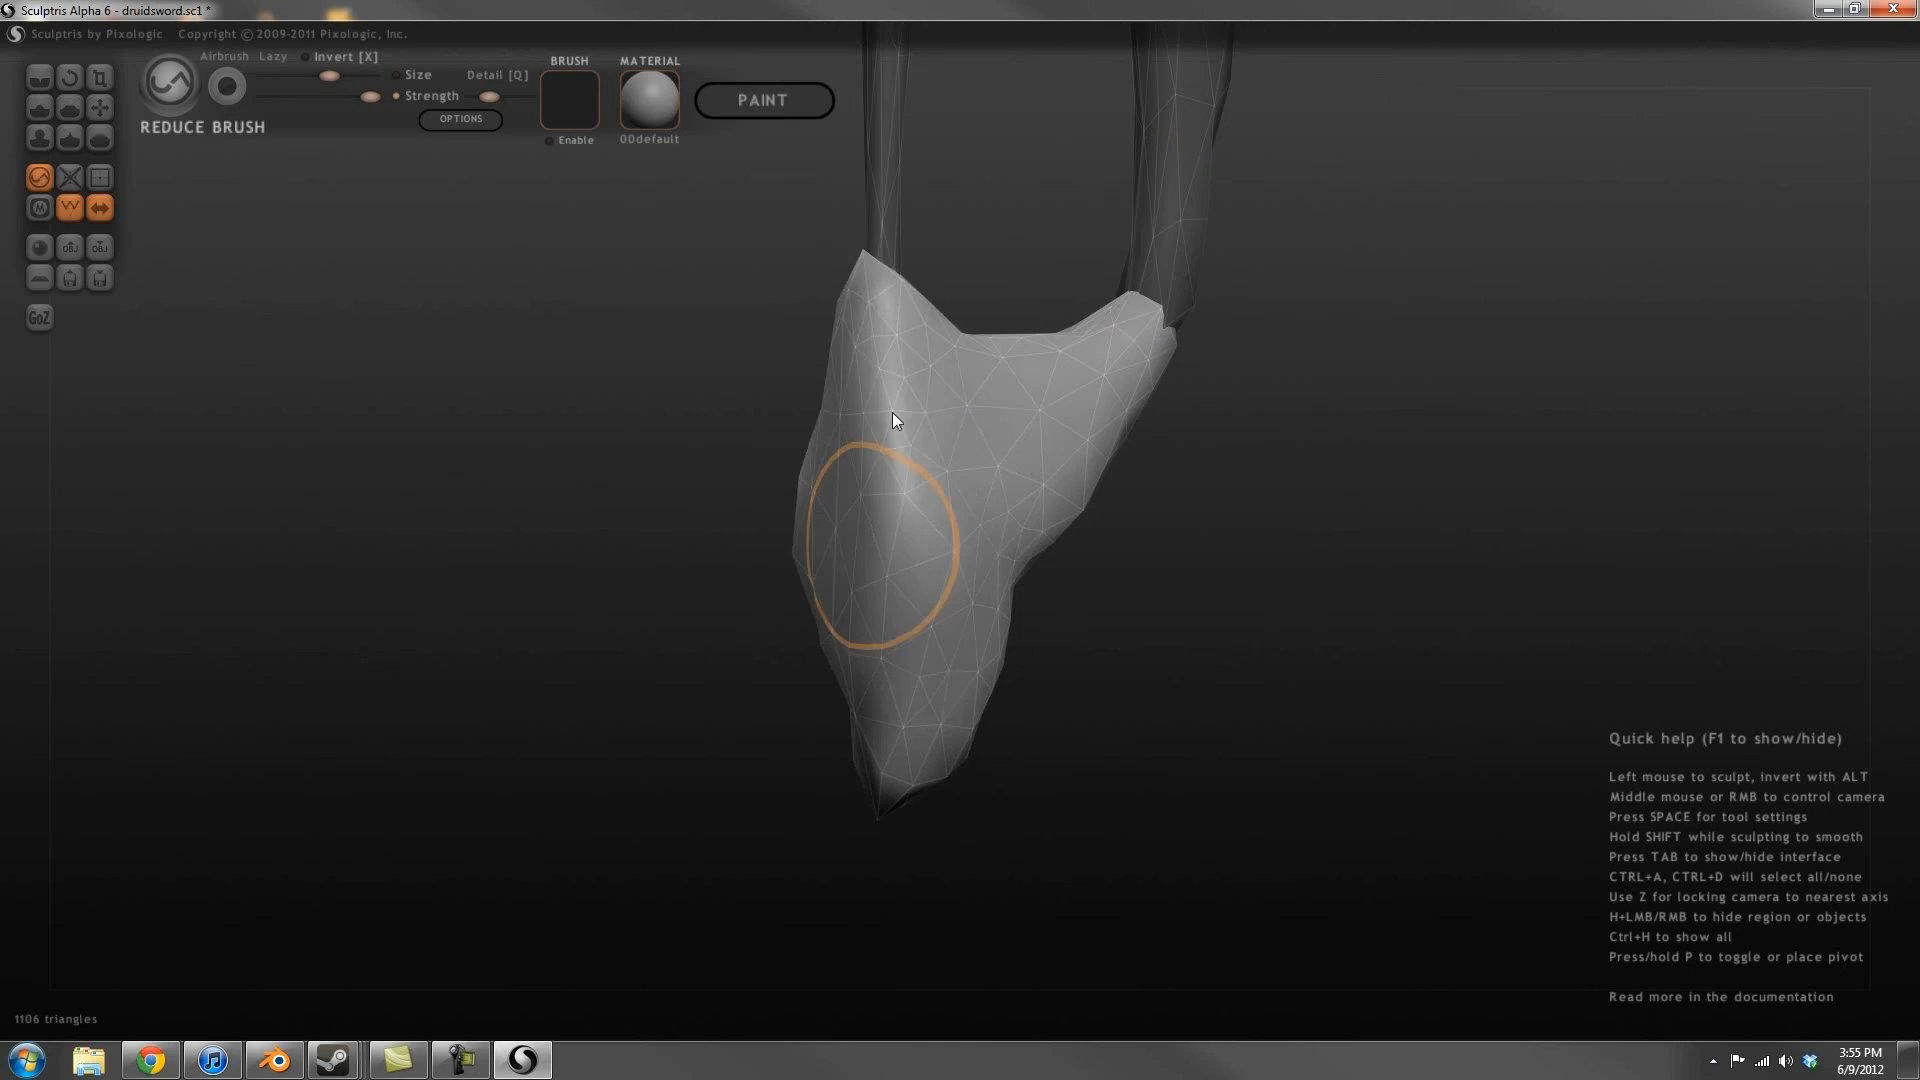 Sculptris Alpha 6 - druidsword.sc1 *
Sculptris by Pixologic Copyright © 2009-2011 Pixologic, Inc.
Airbrush Lazy Invert [X]
Size Detail [Q]
Strength
OPTIONS
REDUCE BRUSH
BRUSH
Enable
MATERIAL
00default
PAINT
M
OBJ OBJ
GoZ
Quick help (F1 to show/hide)
Left mouse to sculpt, invert with ALT
Middle mouse or RMB to control camera
Press SPACE for tool settings
Hold SHIFT while sculpting to smooth
Press TAB to show/hide interface
CTRL+A, CTRL+D will select all/none
Use Z for locking camera to nearest axis
H+LMB/RMB to hide region or objects
Ctrl+H to show all
Press/hold P to toggle or place pivot
Read more in the documentation
1106 triangles
3:55 PM
6/9/2012